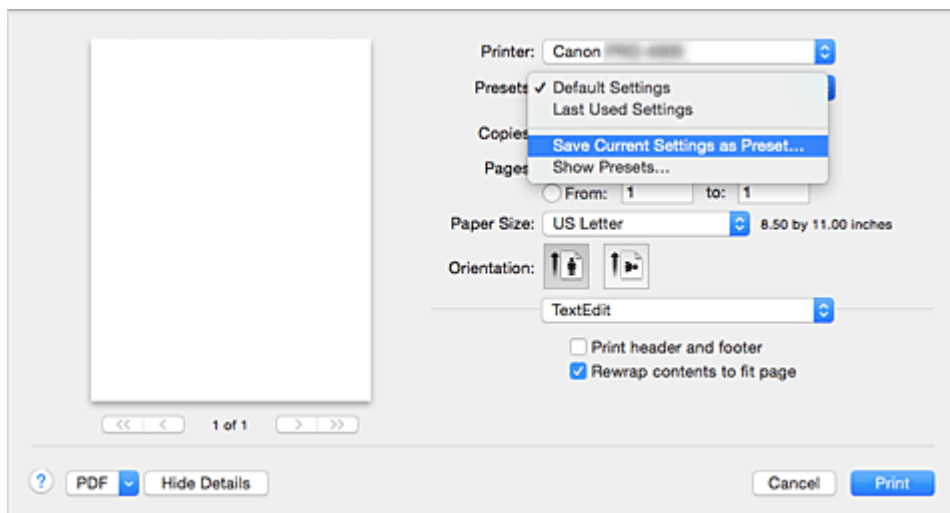 Printer: Canon
Presets ✓ Default Settings
Last Used Settings
Save Current Settings as Preset...
Show Presets...
Copies
Pages
From: 1 to: 1
Paper Size: US Letter 8.50 by 11.00 inches
Orientation:
TextEdit
Print header and footer
Rewrap contents to fit page
1 of 1
? PDF Hide Details Cancel Print